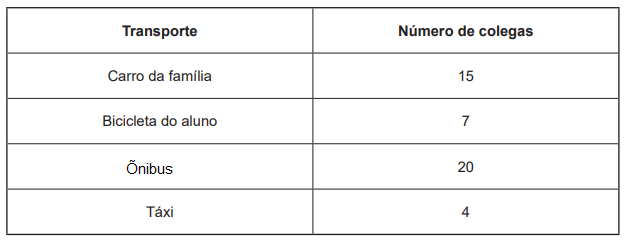 Transporte Número de colegas
Carro da família 15
Bicicleta do aluno 7
Õnibus 20
Táxi 4